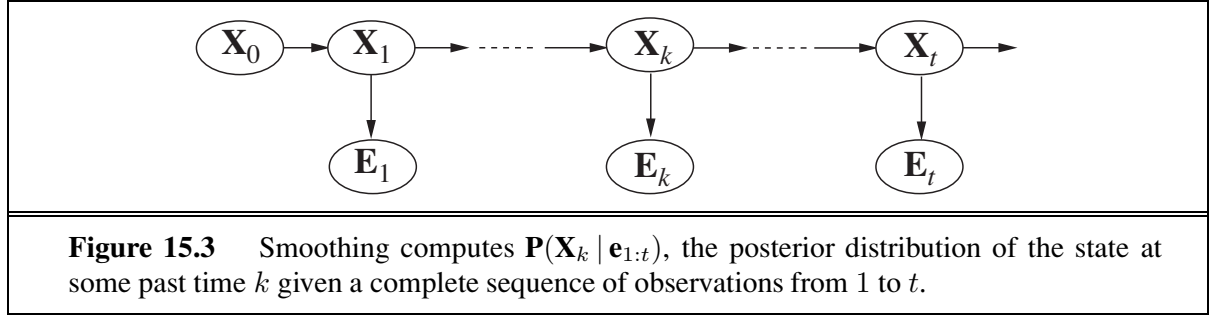 X₀ X₁ Xₖ Xₜ
E₁ Eₖ Eₜ
Figure 15.3 Smoothing computes P(Xₖ | e₁:ₜ), the posterior distribution of the state at
some past time k given a complete sequence of observations from 1 to t.